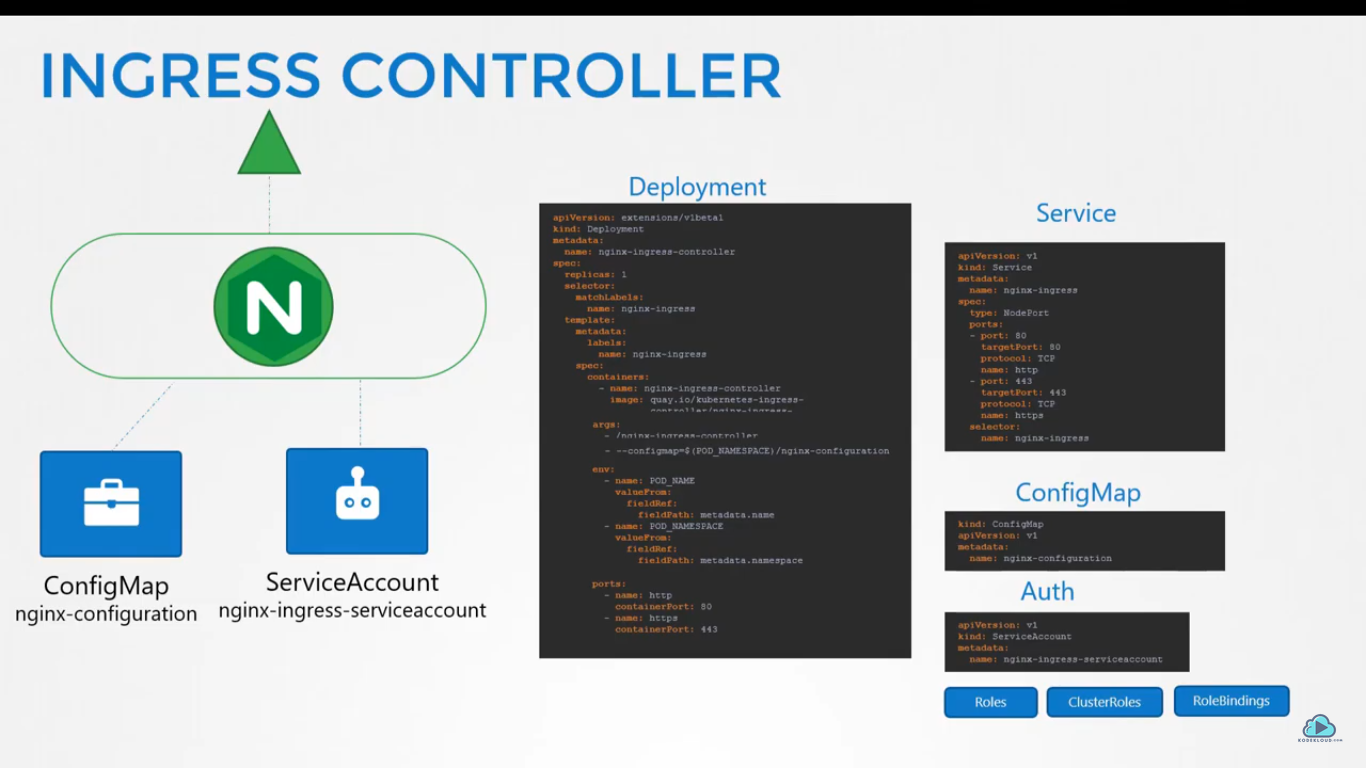 INGRESS CONTROLLER
ConfigMap
nginx-configuration
ServiceAccount
nginx-ingress-serviceaccount
Deployment
apiVersion: extensions/v1beta1
kind: Deployment
metadata:
  name: nginx-ingress-controller
spec:
  replicas: 1
  selector:
    matchLabels:
      name: nginx-ingress
  template:
    metadata:
      labels:
        name: nginx-ingress
    spec:
      containers:
        - name: nginx-ingress-controller
          image: quay.io/kubernetes-ingress-
                 controller/nginx-ingress-
      args:
        - /nginx-ingress-controller
        - --configmap=$(POD_NAMESPACE)/nginx-configuration
      env:
        - name: POD_NAME
          valueFrom:
            fieldRef:
              fieldPath: metadata.name
        - name: POD_NAMESPACE
          valueFrom:
            fieldRef:
              fieldPath: metadata.namespace
      ports:
        - name: http
          containerPort: 80
        - name: https
          containerPort: 443
Service
apiVersion: v1
kind: Service
metadata:
  name: nginx-ingress
spec:
  type: NodePort
  ports:
  - port: 80
    targetPort: 80
    protocol: TCP
    name: http
  - port: 443
    targetPort: 443
    protocol: TCP
    name: https
  selector:
    name: nginx-ingress
ConfigMap
kind: ConfigMap
apiVersion: v1
metadata:
  name: nginx-configuration
Auth
apiVersion: v1
kind: ServiceAccount
metadata:
  name: nginx-ingress-serviceaccount
Roles
ClusterRoles
RoleBindings
KODEKLOUD.COM